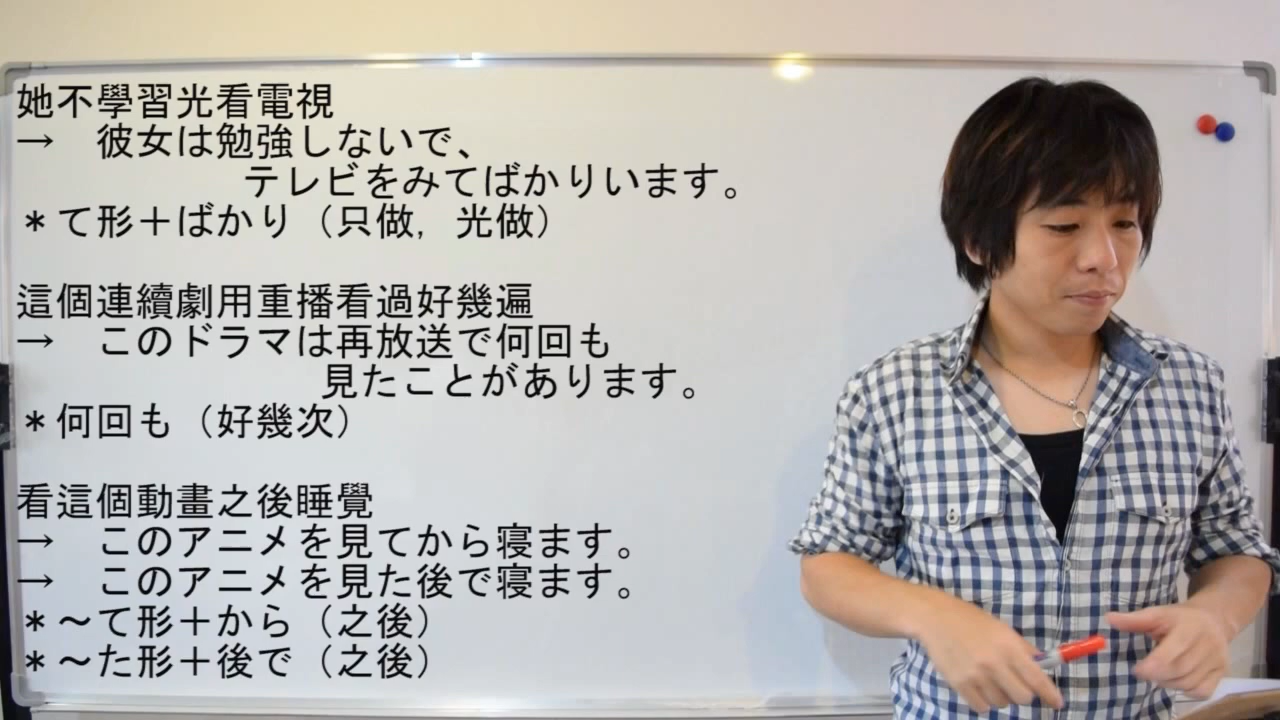 她不學習光看電視
→　彼女は勉強しないで、
テレビをみてばかりいます。
＊て形＋ばかり（只做，光做）
這個連續劇用重播看過好幾遍
→　このドラマは再放送で何回も
見たことがあります。
＊何回も（好幾次）
看這個動畫之後睡覺
→　このアニメを見てから寝ます。
→　このアニメを見た後で寝ます。
＊～て形＋から（之後）
＊～た形＋後で（之後）